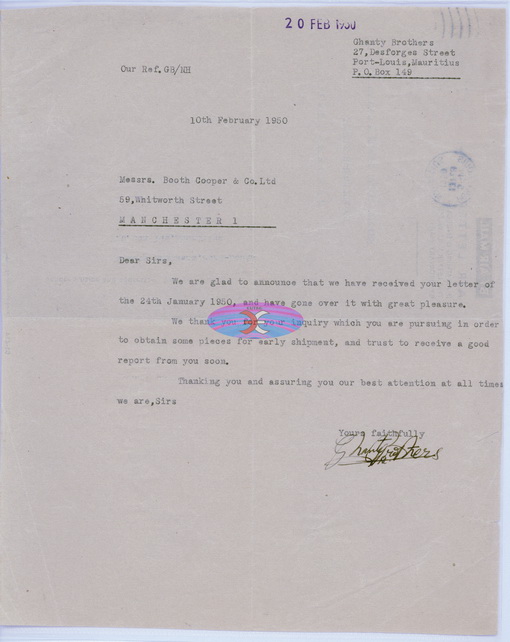 20 FEB 1950
Ghanty Brothers
27,Desforges Street
Port-Louis,Mauritius
P.O.Box 149
Our Ref.GB/NH
10th February 1950
Messrs. Booth Cooper & Co.Ltd
59,Whitworth Street
MANCHESTER 1
Dear Sirs,
We are glad to announce that we have received your letter of
the 24th January 1950, and have gone over it with great pleasure.
We thank you for your inquiry which you are pursuing in order
to obtain some pieces for early shipment, and trust to receive a good
report from you soon.
Thanking you and assuring you our best attention at all times
we are,Sirs
Yours faithfully
Ghanty Brothers